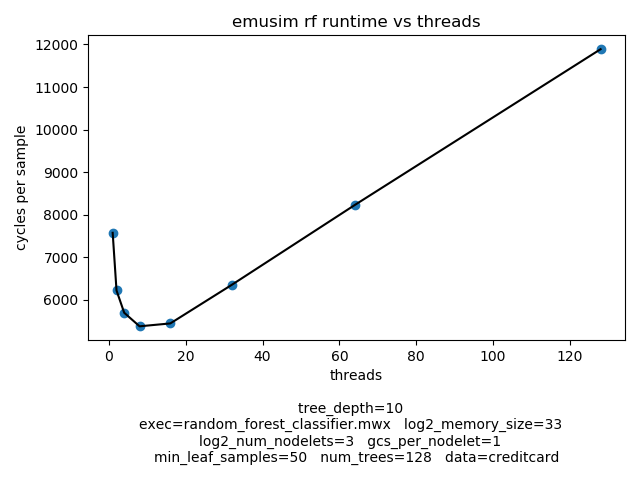 emusim rf runtime vs threads
12000
11000
10000
9000
8000
7000
6000
cycles per sample
0 20 40 60 80 100 120
threads
tree_depth=10
exec=random_forest_classifier.mwx log2_memory_size=33
log2_num_nodelets=3 gcs_per_nodelet=1
min_leaf_samples=50 num_trees=128 data=creditcard